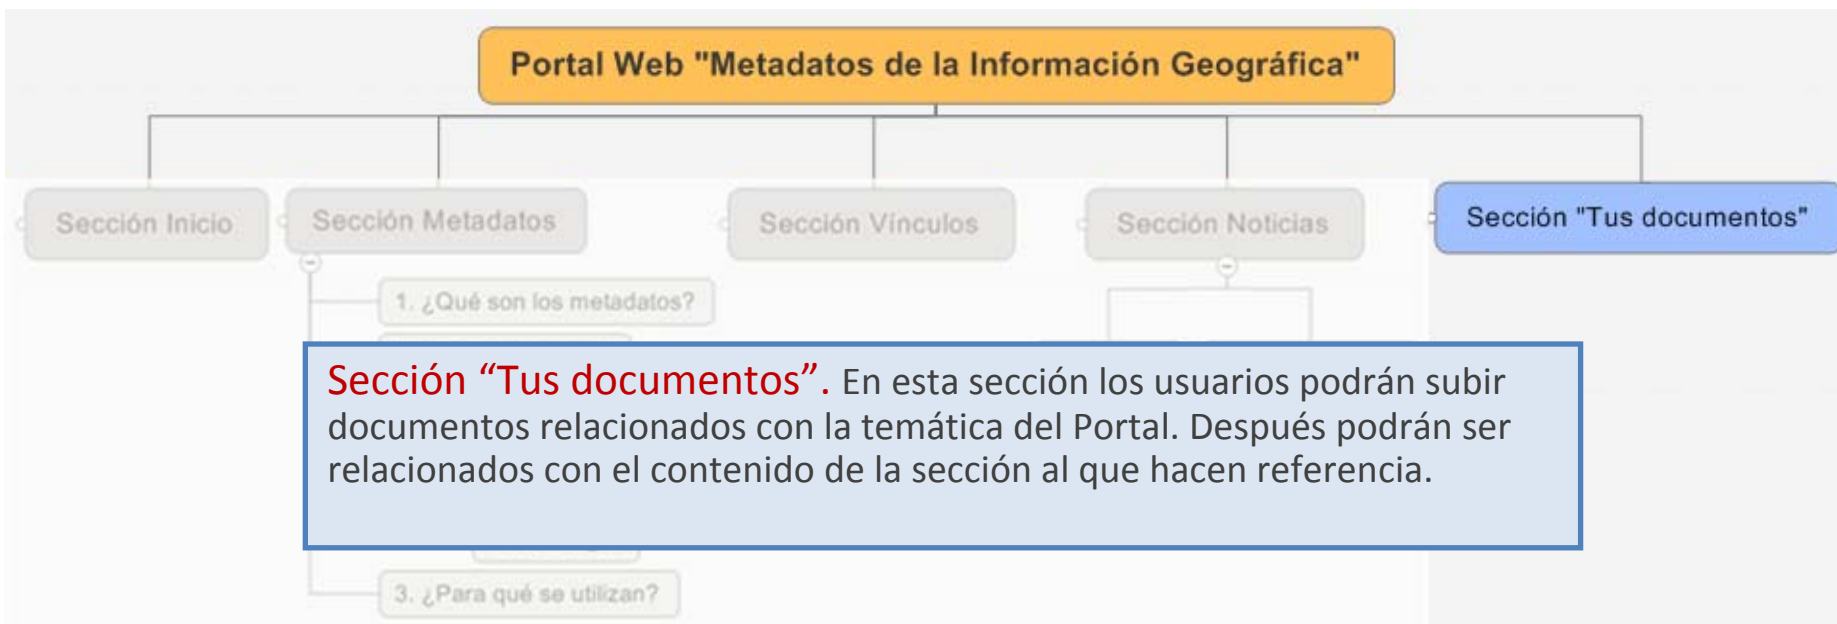 Portal Web "Metadatos de la Información Geográfica"
Sección Inicio
Sección Metadatos
Sección Vínculos
Sección Noticias
Sección "Tus documentos"
1. ¿Qué son los metadatos?
Sección “Tus documentos”. En esta sección los usuarios podrán subir
documentos relacionados con la temática del Portal. Después podrán ser
relacionados con el contenido de la sección al que hacen referencia.
3. ¿Para qué se utilizan?